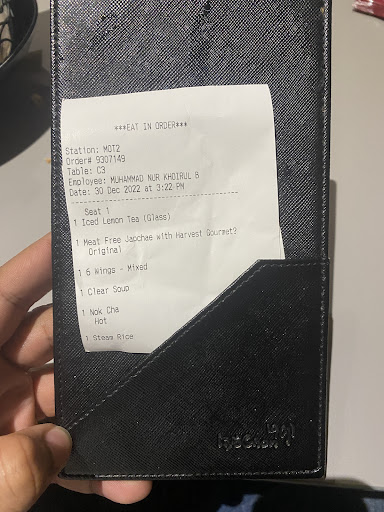 ***EAT IN ORDER***
Station: MOT2
Order# 9307149
Table: C3
Employee: MUHAMMAD NUR KHOIRUL B
Date: 30 Dec 2022 at 3:22 PM
Seat 1
1 Iced Lemon Tea (Glass)
1 Meat Free Japchae with Harvest Gourmet?
Original
1 6 Wings - Mixed
1 Clear Soup
1 Nok Cha
Hot
1 Steam Rice